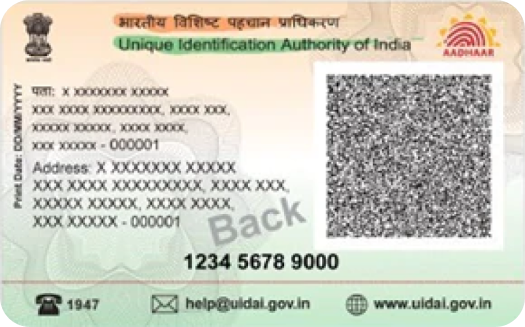 भारतीय विशिष्ट पहचान प्राधिकरण
Unique Identification Authority of India
AADHAAR
Print Date: DD/MM/YYYY
पता: X XXXXXXX XXXXX
XXX XXXX XXXXXXXXX, XXXX XXX,
XXXXX XXXXX, XXXX XXXX,
XXX XXXXX - 000001
Address: X XXXXXXX XXXXX
XXX XXXX XXXXXXXXX, XXXX XXX,
XXXXX XXXXX, XXXX XXXX,
XXX XXXXX - 000001
Back
1234 5678 9000
1947
help@uidai.gov.in
www.uidai.gov.in